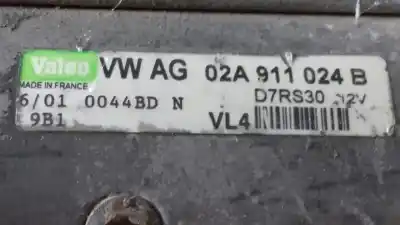 Valeo VW AG 02A 911 024 B
MADE IN FRANCE D7RS30 12V
6/01 0044BD N
9B1 VL4